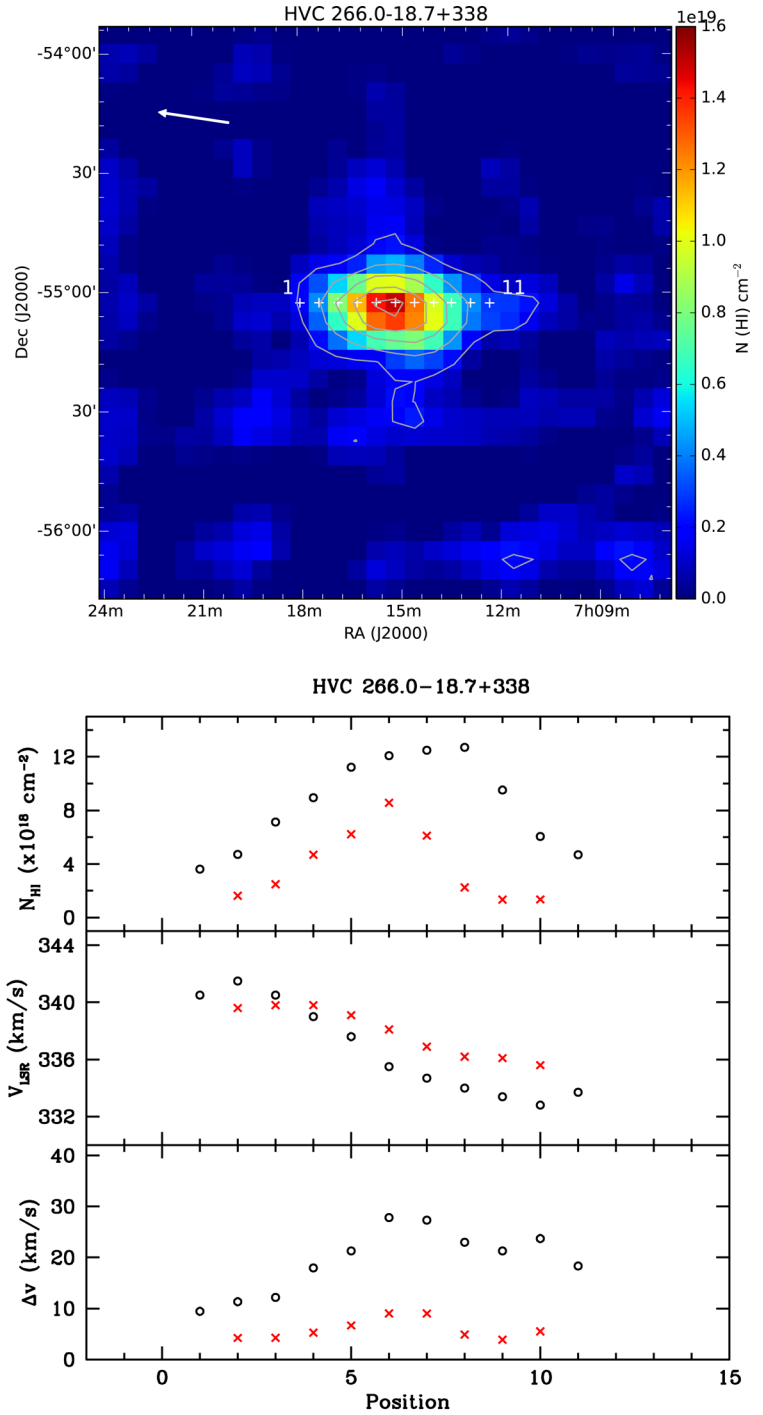 HVC 266.0-18.7+338
1e19
-54°00'
30'
-55°00'
30'
-56°00'
Dec (J2000)
1
11
24m 21m 18m 15m 12m 7h09m
RA (J2000)
1.6
1.4
1.2
1.0
0.8
0.6
0.4
0.2
0.0
N (HI) cm⁻²
HVC 266.0−18.7+338
N_HI (x10¹⁸ cm⁻²)
12
8
4
0
V_LSR (km/s)
344
340
336
332
Δv (km/s)
40
30
20
10
0
0 5 10 15
Position